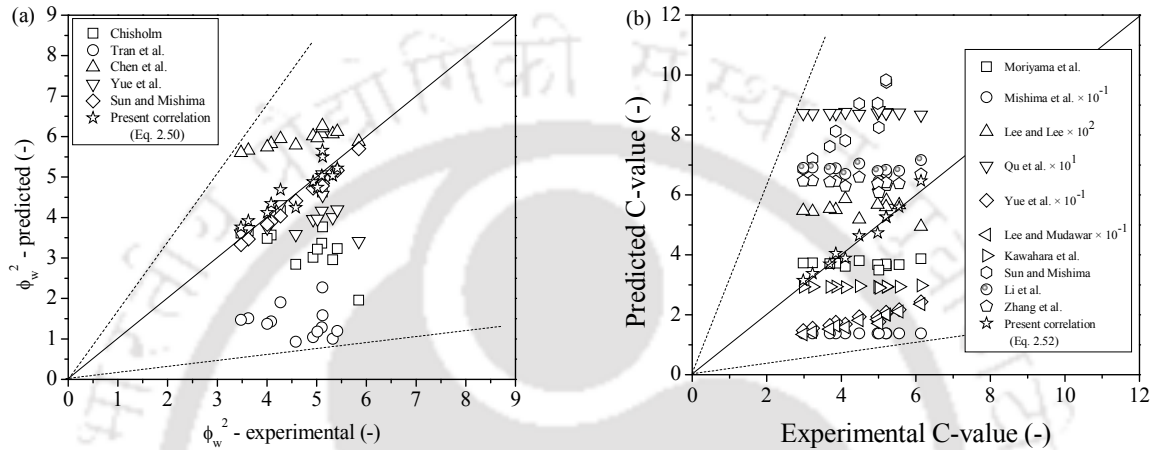 (a)
Chisholm
Tran et al.
Chen et al.
Yue et al.
Sun and Mishima
Present correlation
(Eq. 2.50)
9
8
7
6
5
4
3
2
1
0
ϕw² - predicted (-)
0 1 2 3 4 5 6 7 8 9
ϕw² - experimental (-)
(b)
Moriyama et al.
Mishima et al. × 10⁻¹
Lee and Lee × 10²
Qu et al. × 10¹
Yue et al. × 10⁻¹
Lee and Mudawar × 10⁻¹
Kawahara et al.
Sun and Mishima
Li et al.
Zhang et al.
Present correlation
(Eq. 2.52)
12
10
8
6
4
2
0
Predicted C-value (-)
0 2 4 6 8 10 12
Experimental C-value (-)